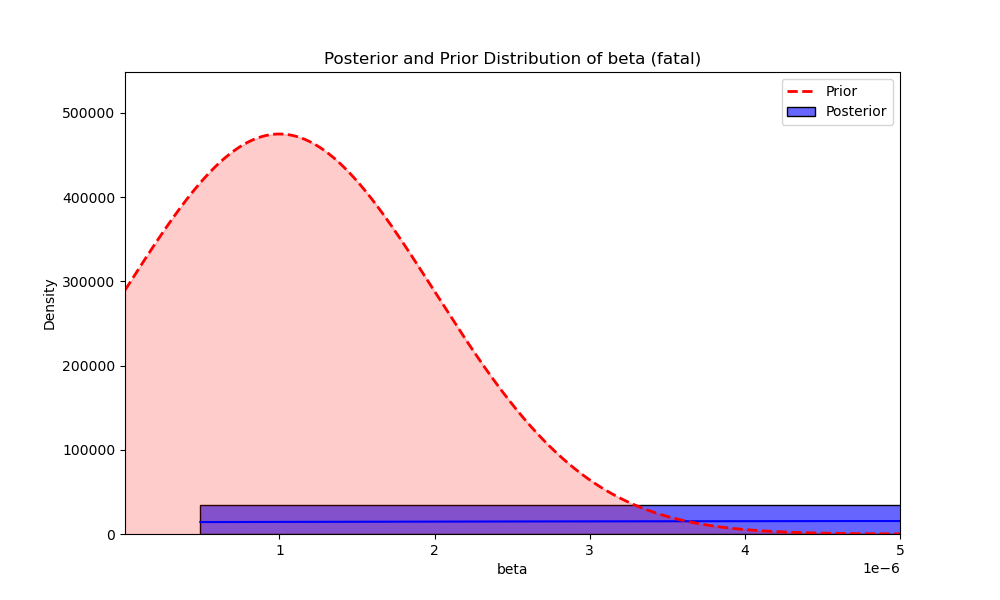 Posterior and Prior Distribution of beta (fatal)
Prior
Posterior
500000
400000
300000
200000
100000
0
Density
1
2
3
4
5
1e−6
beta